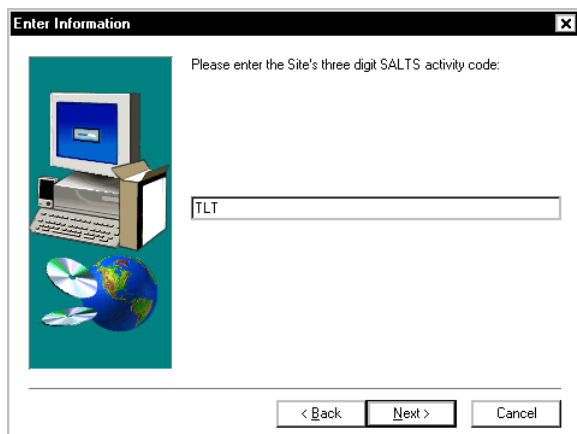 Enter Information
Please enter the Site's three digit SALTS activity code:
TLT
< Back
Next >
Cancel